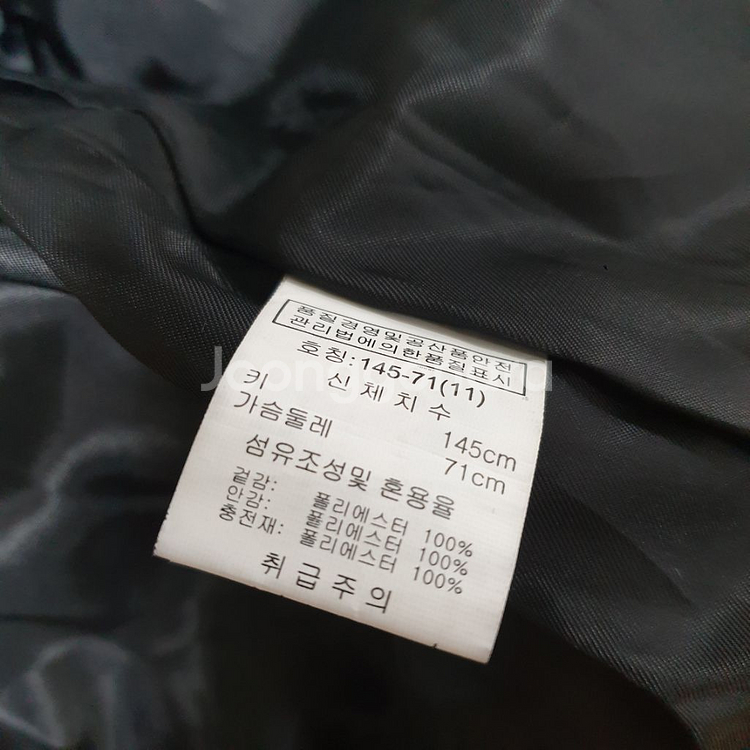 품질경영및공산품안전
관리법에의한품질표시
호칭:145-71(11)
신체치수
키 145cm
가슴둘레 71cm
섬유조성및 혼용율
겉감: 폴리에스터 100%
안감: 폴리에스터 100%
충전재: 폴리에스터 100%
취급주의